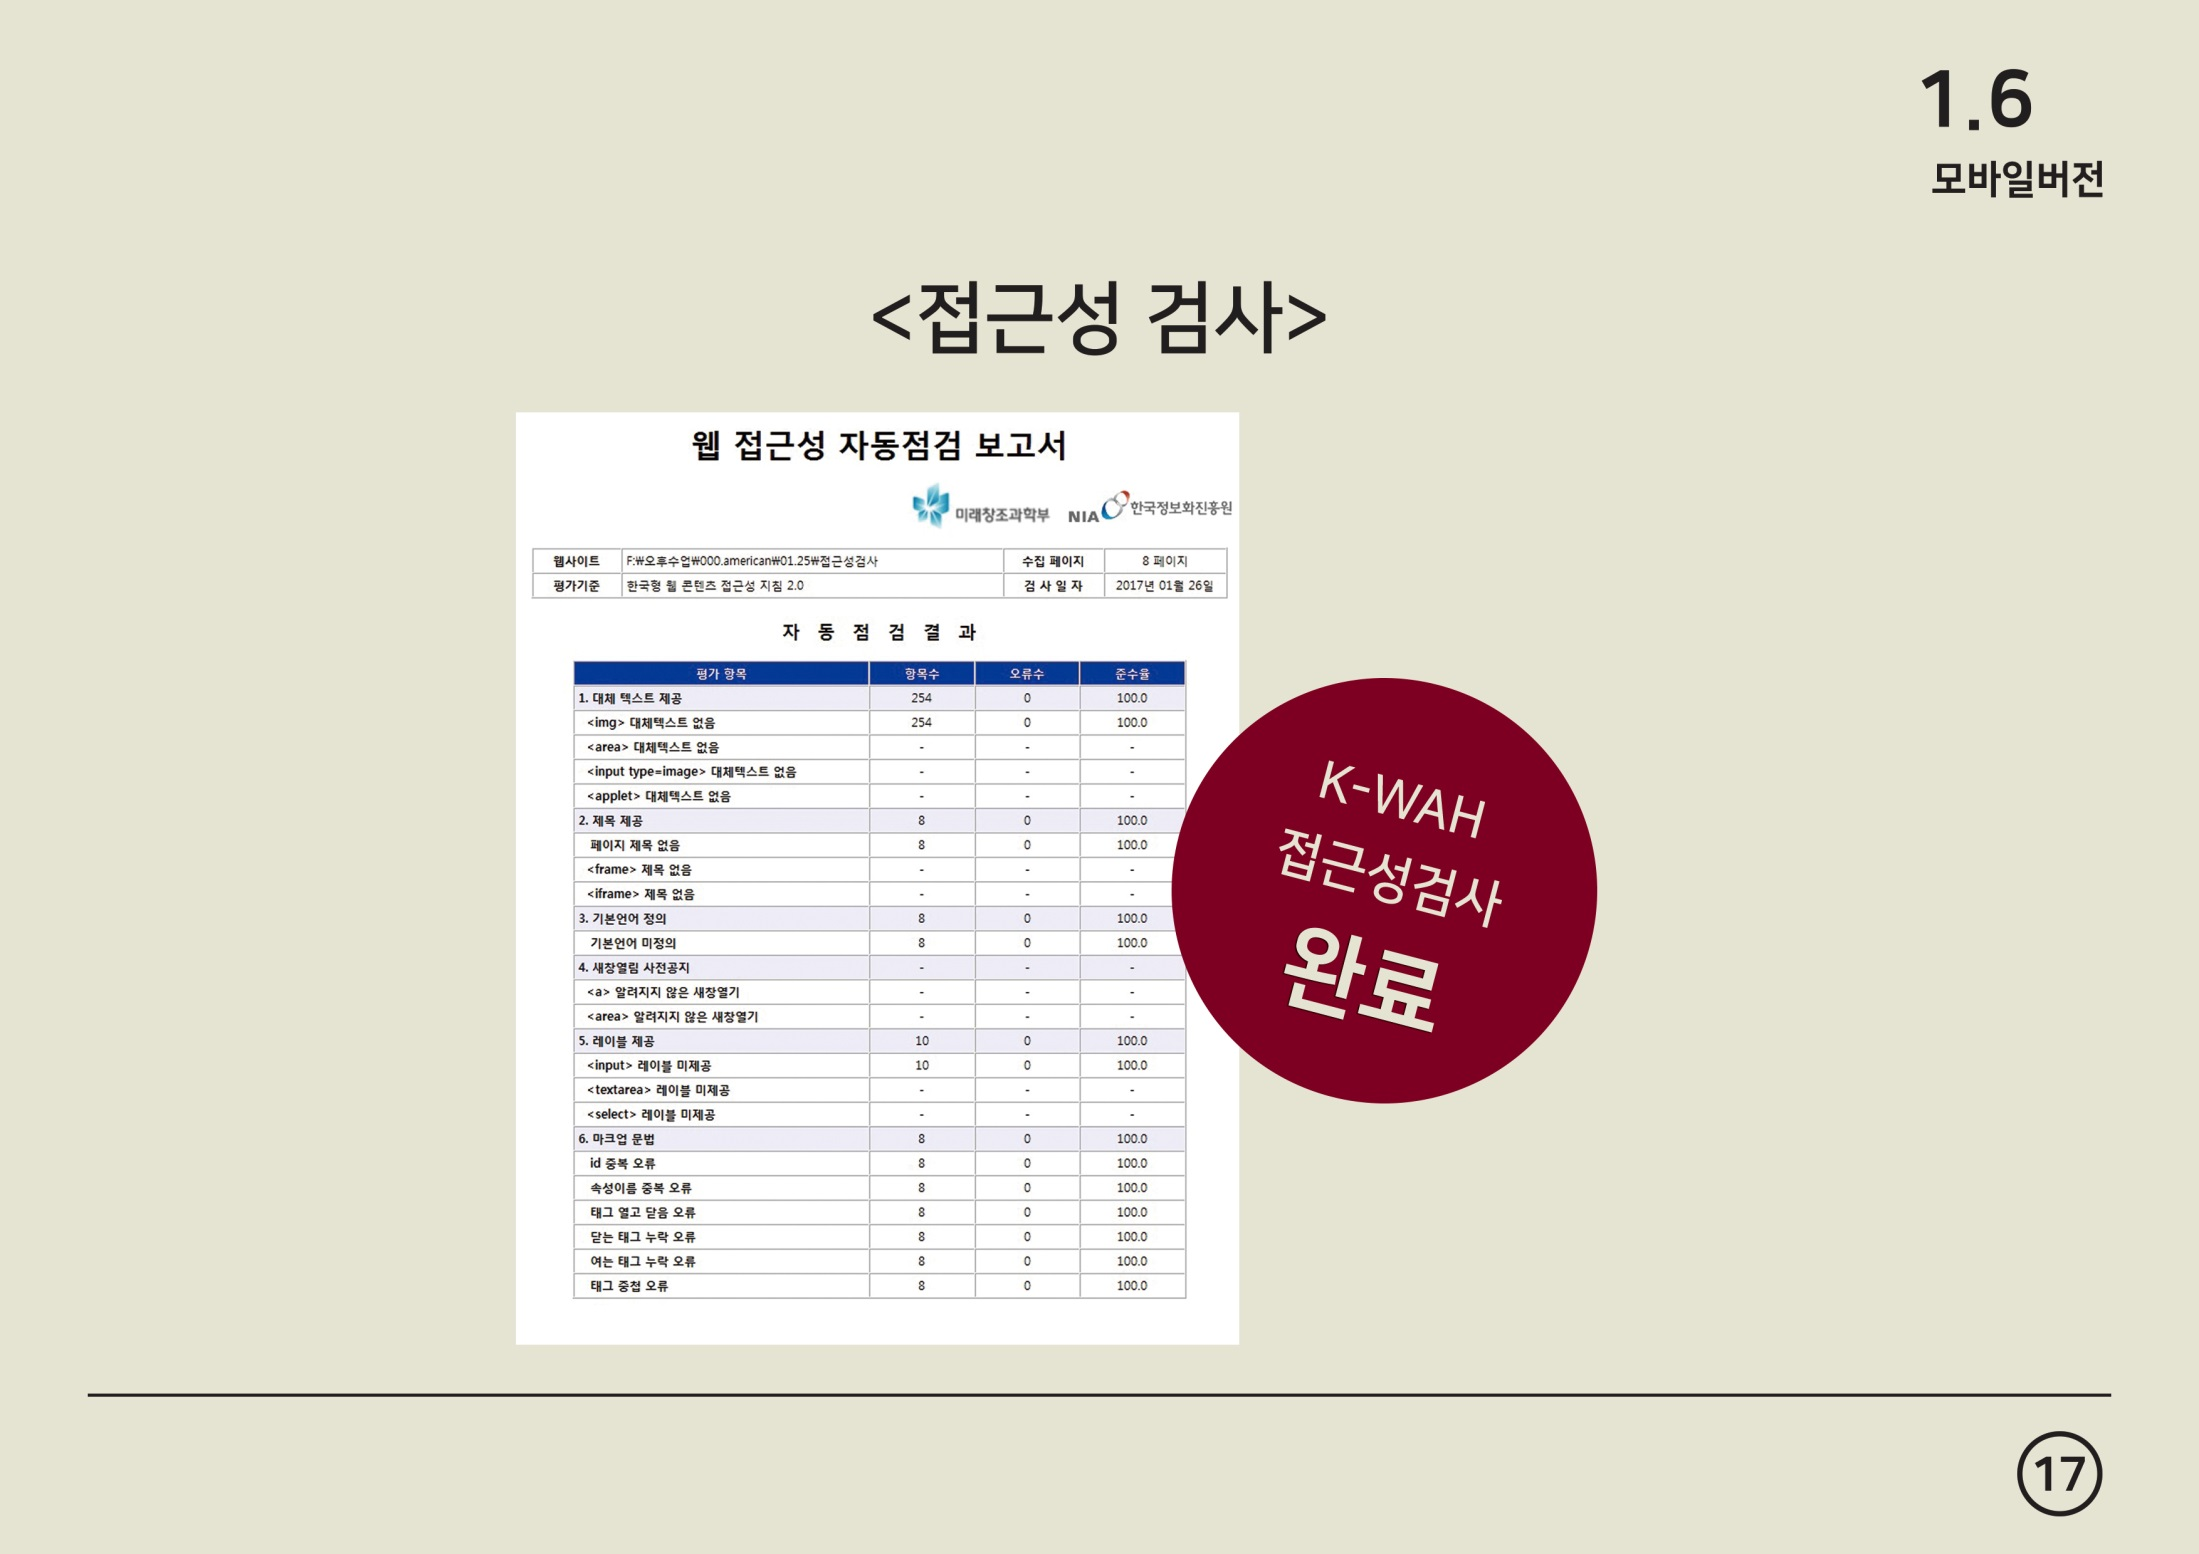 1.6
모바일버전
<접근성 검사>
웹 접근성 자동점검 보고서
미래창조과학부 NIA 한국정보화진흥원
웹사이트 F:₩오후수업₩000.american₩01.25₩접근성검사 수집 페이지 8 페이지
평가기준 한국형 웹 콘텐츠 접근성 지침 2.0 검 사 일 자 2017년 01월 26일
자 동 점 검 결 과
평가 항목 항목수 오류수 준수율
1. 대체 텍스트 제공 254 0 100.0
<img> 대체텍스트 없음 254 0 100.0
<area> 대체텍스트 없음 - - -
<input type=image> 대체텍스트 없음 - - -
<applet> 대체텍스트 없음 - - -
2. 제목 제공 8 0 100.0
페이지 제목 없음 8 0 100.0
<frame> 제목 없음 - - -
<iframe> 제목 없음 - - -
3. 기본언어 정의 8 0 100.0
기본언어 미정의 8 0 100.0
4. 새창열림 사전공지 - - -
<a> 알려지지 않은 새창열기 - - -
<area> 알려지지 않은 새창열기 - - -
5. 레이블 제공 10 0 100.0
<input> 레이블 미제공 10 0 100.0
<textarea> 레이블 미제공 - - -
<select> 레이블 미제공 - - -
6. 마크업 문법 8 0 100.0
id 중복 오류 8 0 100.0
속성이름 중복 오류 8 0 100.0
태그 열고 닫음 오류 8 0 100.0
닫는 태그 누락 오류 8 0 100.0
여는 태그 누락 오류 8 0 100.0
태그 중첩 오류 8 0 100.0
K-WAH
접근성검사
완료
17